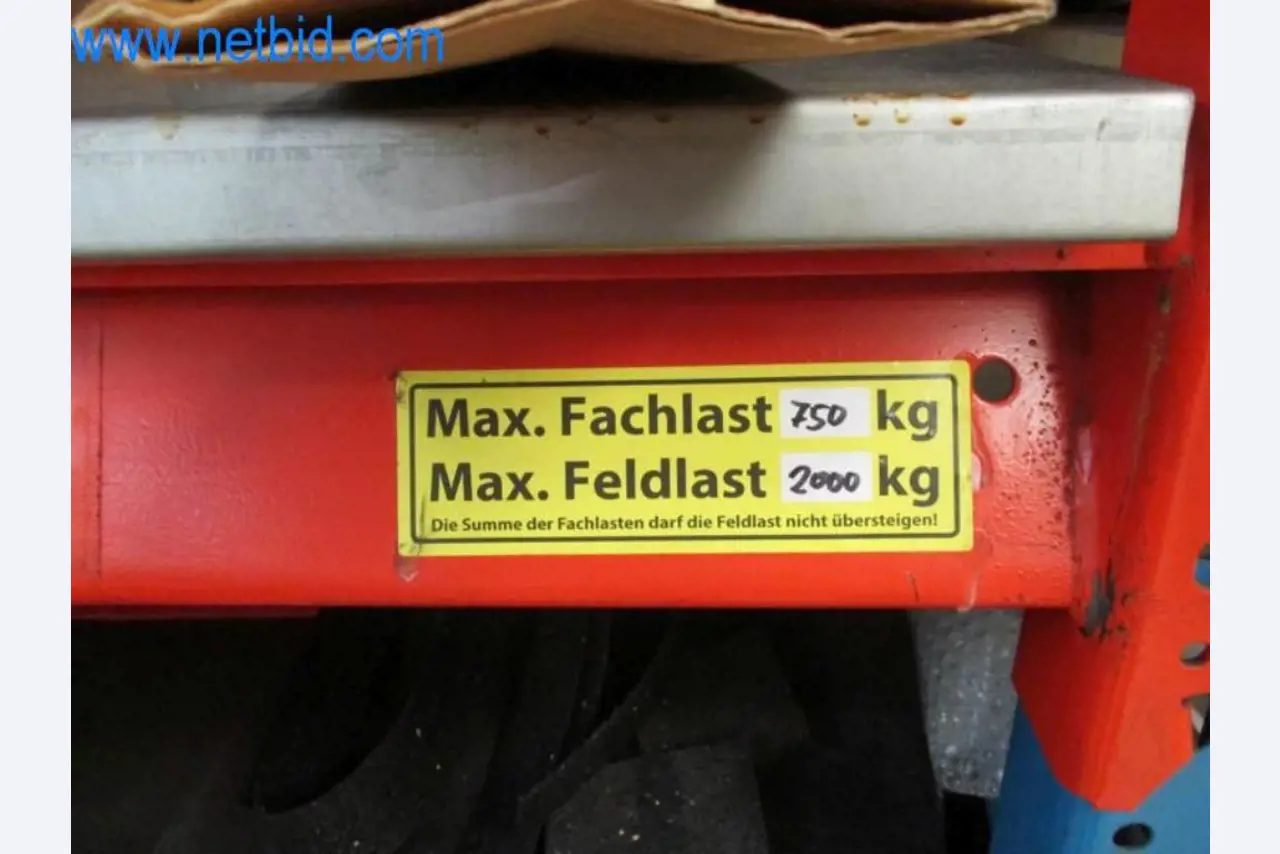 www.netbid.com
Max. Fachlast 750 kg
Max. Feldlast 2000 kg
Die Summe der Fachlasten darf die Feldlast nicht übersteigen!